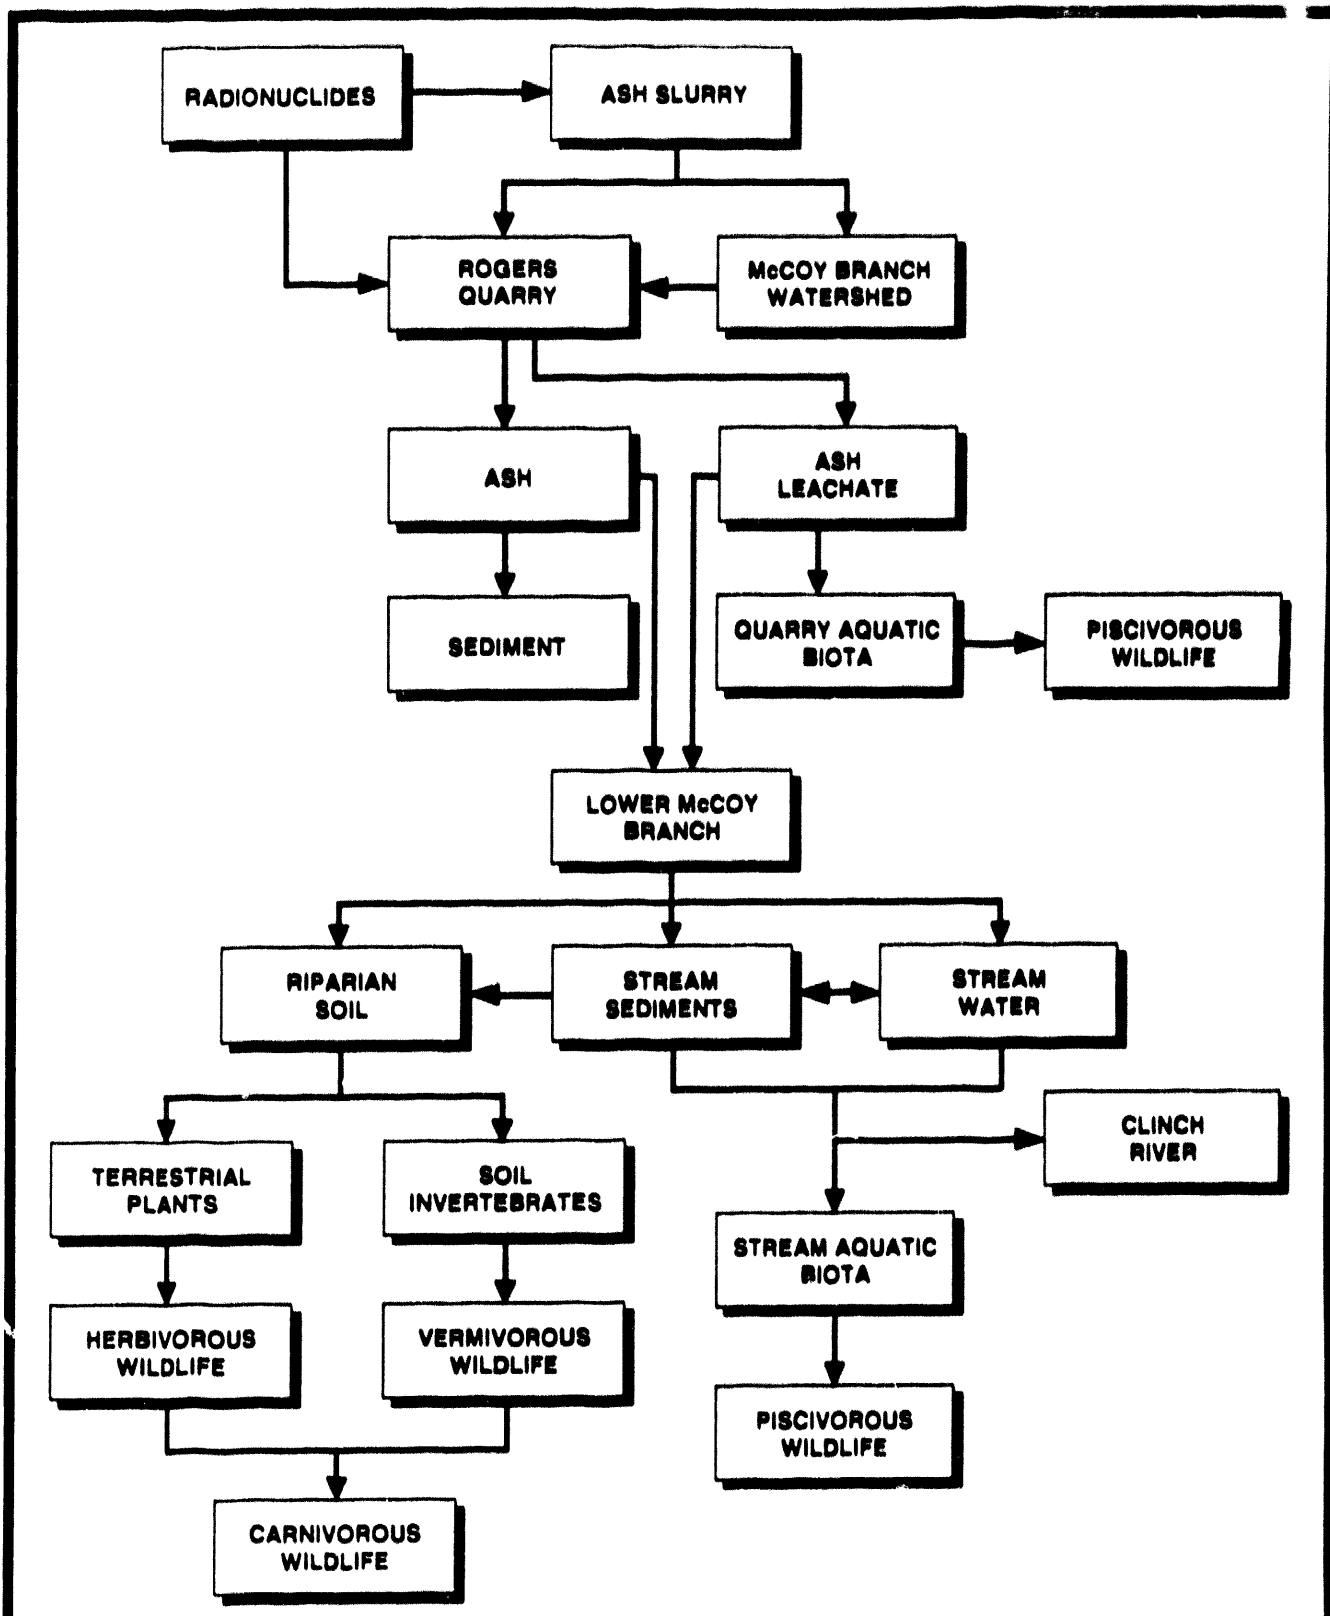 RADIONUCLIDES
ASH SLURRY
ROGERS
QUARRY
McCOY BRANCH
WATERSHED
ASH
ASH
LEACHATE
SEDIMENT
QUARRY AQUATIC
BIOTA
PISCIVOROUS
WILDLIFE
LOWER McCOY
BRANCH
RIPARIAN
SOIL
STREAM
SEDIMENTS
STREAM
WATER
CLINCH
RIVER
TERRESTRIAL
PLANTS
SOIL
INVERTEBRATES
STREAM AQUATIC
BIOTA
HERBIVOROUS
WILDLIFE
VERMIVOROUS
WILDLIFE
PISCIVOROUS
WILDLIFE
CARNIVOROUS
WILDLIFE